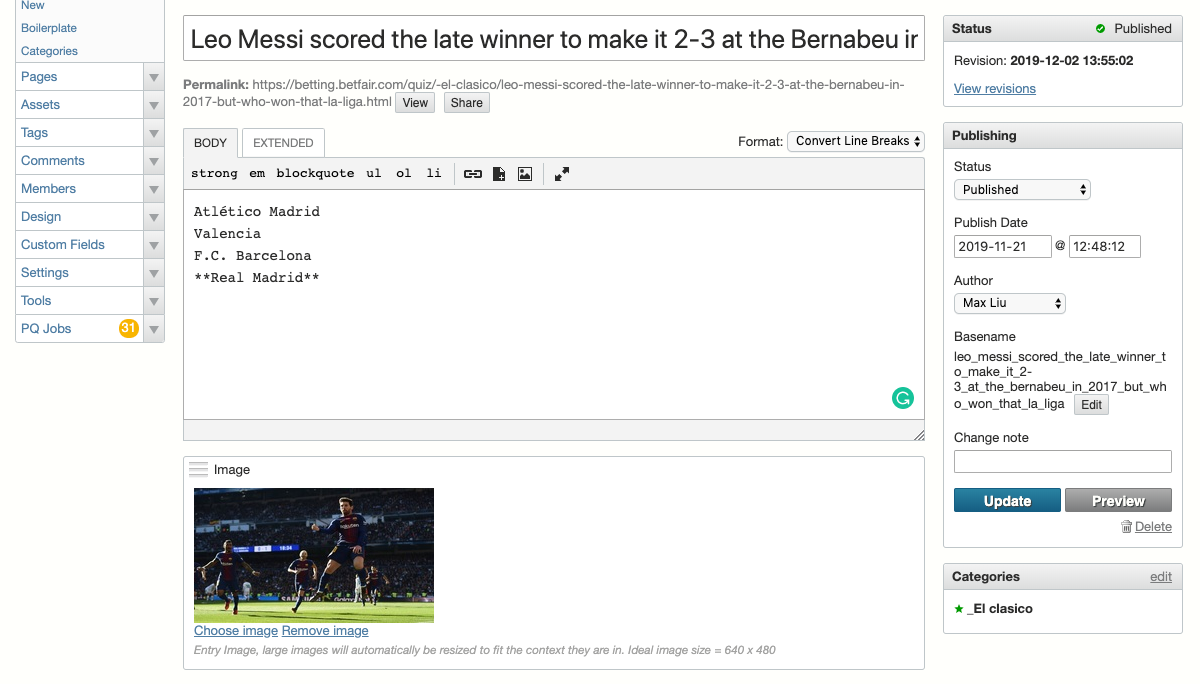 New
Boilerplate
Categories
Pages
Assets
Tags
Comments
Members
Design
Custom Fields
Settings
Tools
PQ Jobs 31
Leo Messi scored the late winner to make it 2-3 at the Bernabeu in
Permalink: https://betting.betfair.com/quiz/-el-clasico/leo-messi-scored-the-late-winner-to-make-it-2-3-at-the-bernabeu-in-
2017-but-who-won-that-la-liga.html View Share
BODY EXTENDED Format: Convert Line Breaks
strong em blockquote ul ol li
Atlético Madrid
Valencia
F.C. Barcelona
**Real Madrid**
Image
Choose image Remove image
Entry Image, large images will automatically be resized to fit the context they are in. Ideal image size = 640 x 480
Status Published
Revision: 2019-12-02 13:55:02
View revisions
Publishing
Status
Published
Publish Date
2019-11-21 @ 12:48:12
Author
Max Liu
Basename
leo_messi_scored_the_late_winner_t
o_make_it_2-
3_at_the_bernabeu_in_2017_but_wh
o_won_that_la_liga Edit
Change note
Update Preview
Delete
Categories edit
_El clasico